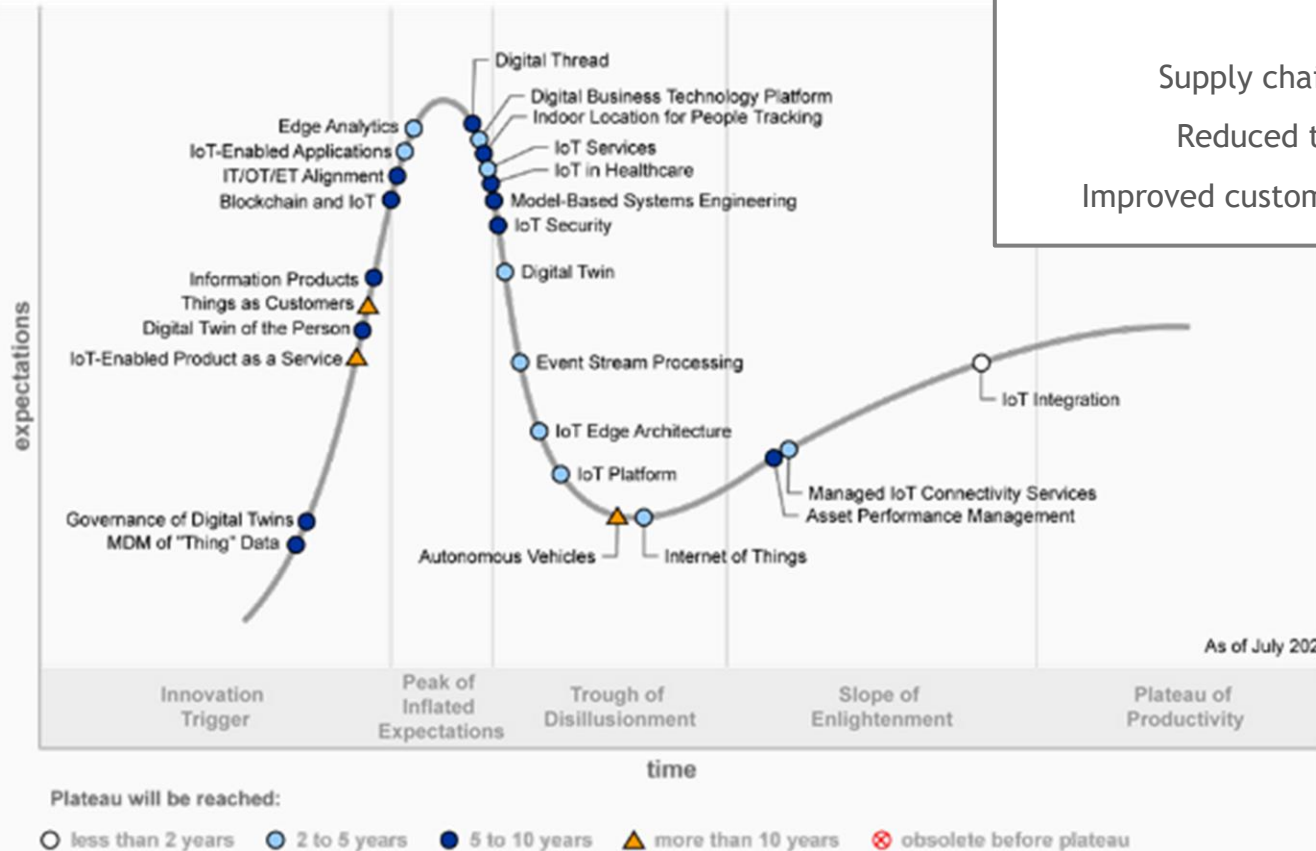 Supply
Reduced
Improved
Digital Thread
Digital Business Technology Platform
Indoor Location for People Tracking
IoT Services
IoT in Healthcare
Model-Based Systems Engineering
IoT Security
Digital Twin
Event Stream Processing
IoT Edge Architecture
IoT Platform
Edge Analytics
IoT-Enabled Applications
IT/OT/ET Alignment
Blockchain and IoT
Information Products
Things as Customers
Digital Twin of the Person
IoT-Enabled Product as a Service
Governance of Digital Twins
MDM of "Thing" Data
Autonomous Vehicles
Internet of Things
IoT Integration
Managed IoT Connectivity Services
Asset Performance Management
expectations
As of July
Innovation
Trigger
Peak of
Inflated
Expectations
Trough of
Disillusionment
Slope of
Enlightenment
Plateau of
Productivity
time
Plateau will be reached:
less than 2 years 2 to 5 years 5 to 10 years more than 10 years obsolete before plateau